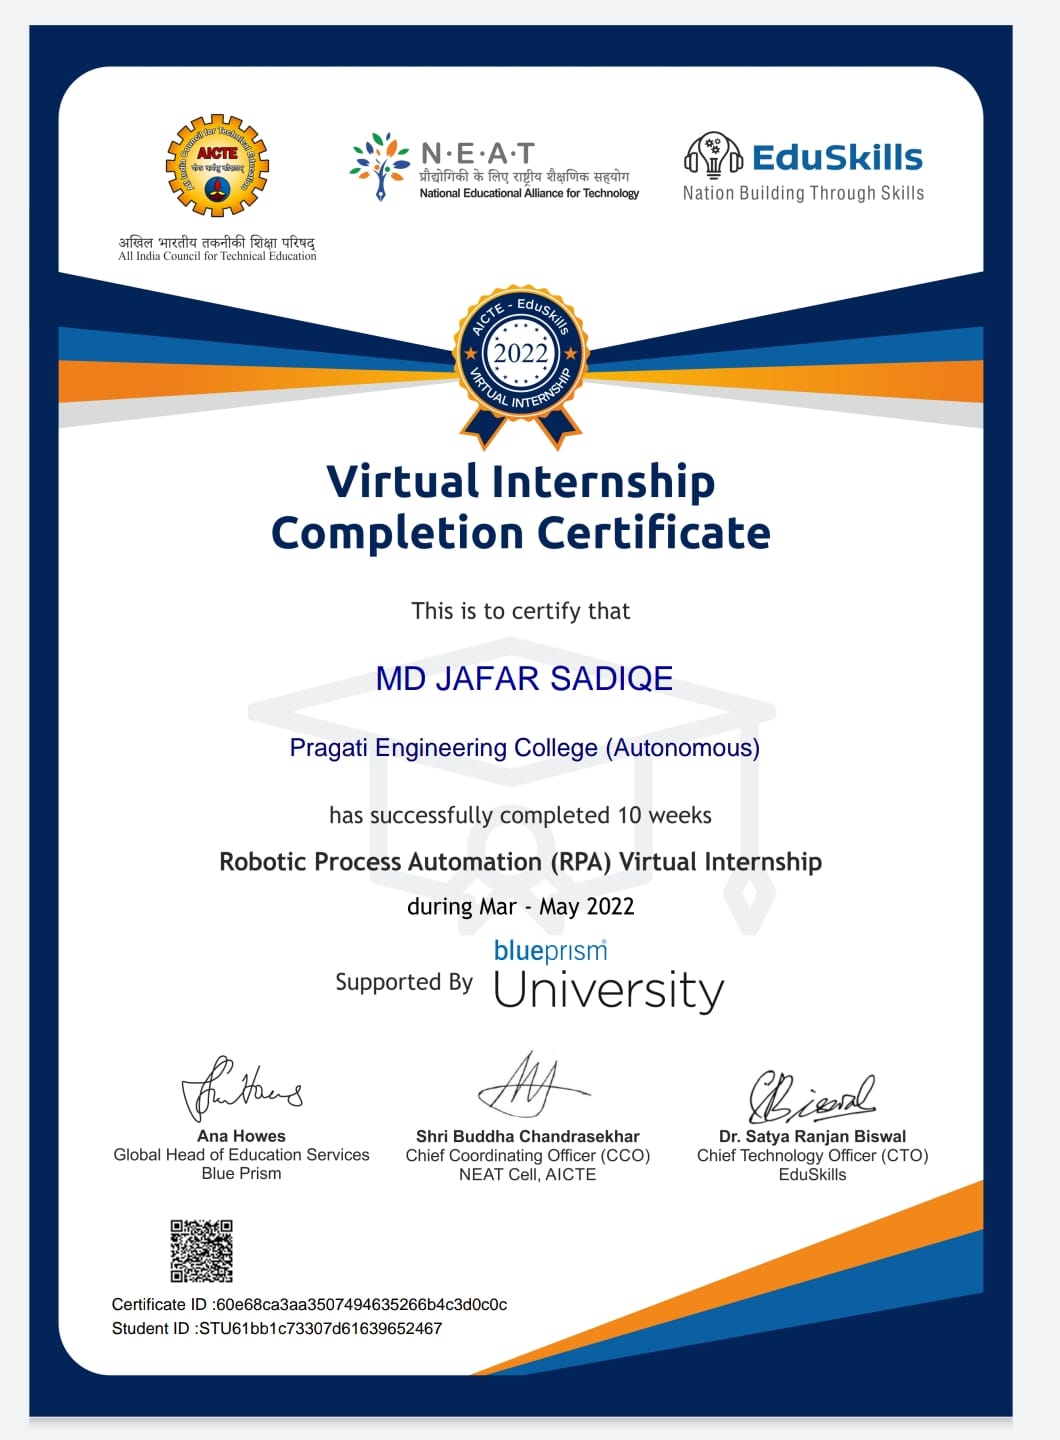 All India Council for Technical Education
AICTE
अखिल भारतीय तकनीकी शिक्षा परिषद्
All India Council for Technical Education
N·E·A·T
प्रौद्योगिकी के लिए राष्ट्रीय शैक्षणिक सहयोग
National Educational Alliance for Technology
EduSkills
Nation Building Through Skills
AICTE - EduSkills
2022
VIRTUAL INTERNSHIP
Virtual Internship
Completion Certificate
This is to certify that
MD JAFAR SADIQE
Pragati Engineering College (Autonomous)
has successfully completed 10 weeks
Robotic Process Automation (RPA) Virtual Internship
during Mar - May 2022
Supported By
blueprism®
University
Ana Howes
Global Head of Education Services
Blue Prism
Shri Buddha Chandrasekhar
Chief Coordinating Officer (CCO)
NEAT Cell, AICTE
Dr. Satya Ranjan Biswal
Chief Technology Officer (CTO)
EduSkills
Certificate ID :60e68ca3aa3507494635266b4c3d0c0c
Student ID :STU61bb1c73307d61639652467